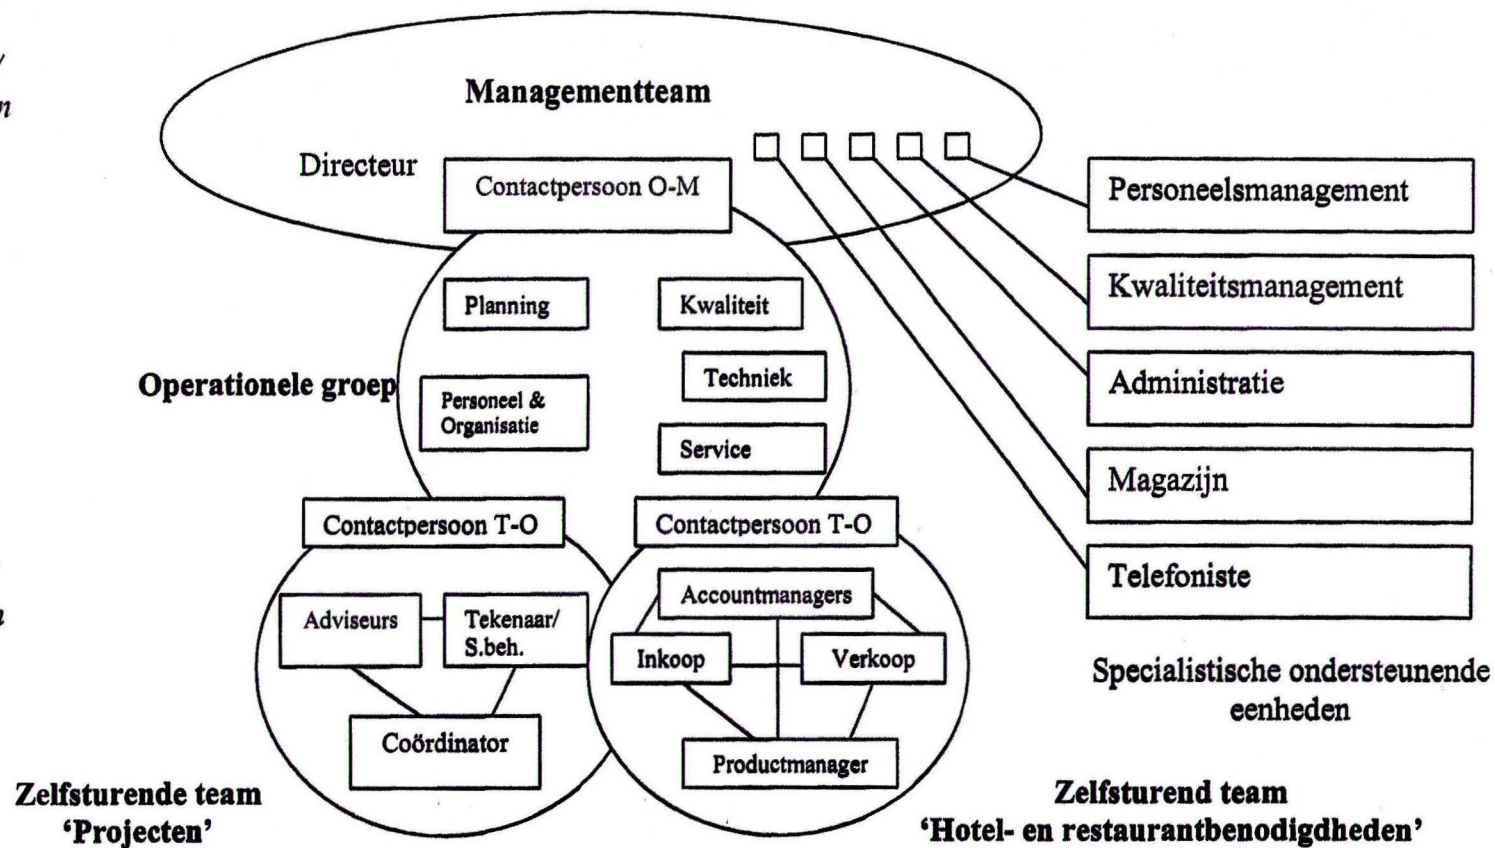 Managementteam
Directeur
Contactpersoon O-M
Personeelsmanagement
Kwaliteitsmanagement
Administratie
Magazijn
Telefoniste
Specialistische ondersteunende
eenheden
Planning
Kwaliteit
Techniek
Operationele groep
Personeel &
Organisatie
Service
Contactpersoon T-O
Contactpersoon T-O
Adviseurs
Tekenaar/
S.beh.
Coördinator
Accountmanagers
Inkoop
Verkoop
Productmanager
Zelfsturende team
‘Projecten’
Zelfsturend team
‘Hotel- en restaurantbenodigdheden’